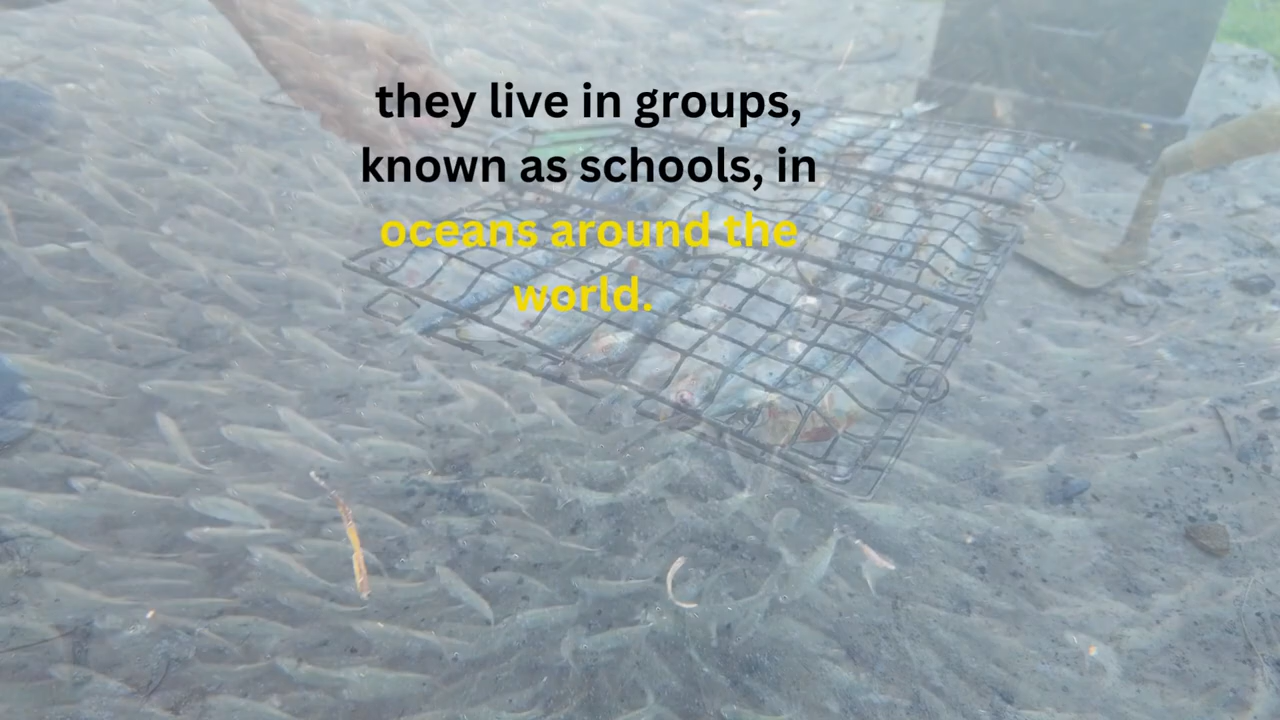 they live in groups,
known as schools, in
oceans around the
world.